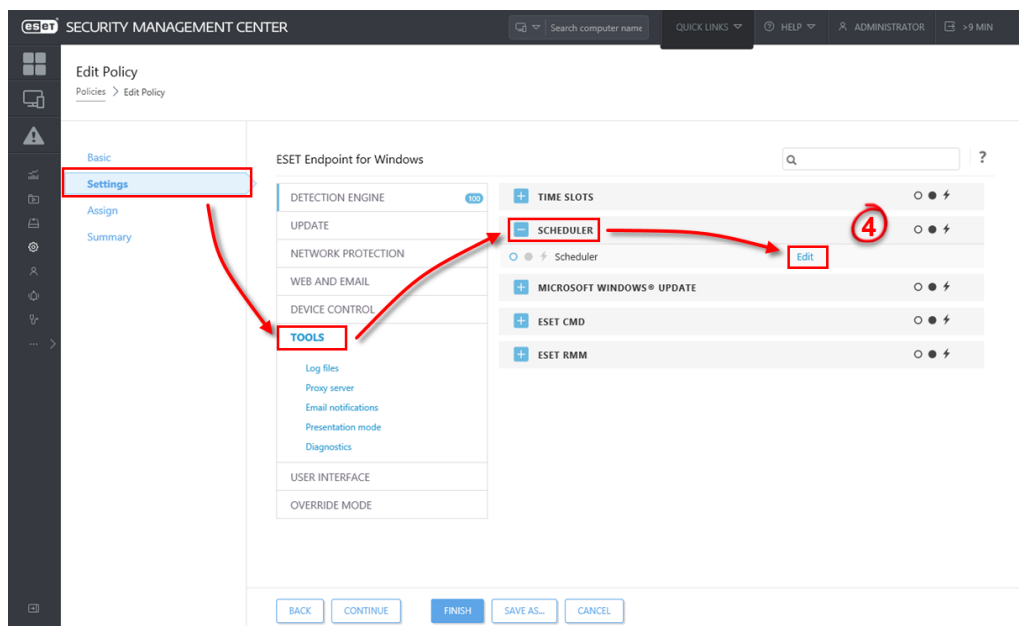 eset SECURITY MANAGEMENT CENTER
Search computer name
QUICK LINKS
HELP
ADMINISTRATOR
>9 MIN
Edit Policy
Policies > Edit Policy
Basic
Settings
Assign
Summary
ESET Endpoint for Windows
?
DETECTION ENGINE 100
UPDATE
NETWORK PROTECTION
WEB AND EMAIL
DEVICE CONTROL
TOOLS
Log files
Proxy server
Email notifications
Presentation mode
Diagnostics
USER INTERFACE
OVERRIDE MODE
TIME SLOTS
SCHEDULER
4
Scheduler
Edit
MICROSOFT WINDOWS® UPDATE
ESET CMD
ESET RMM
BACK
CONTINUE
FINISH
SAVE AS...
CANCEL